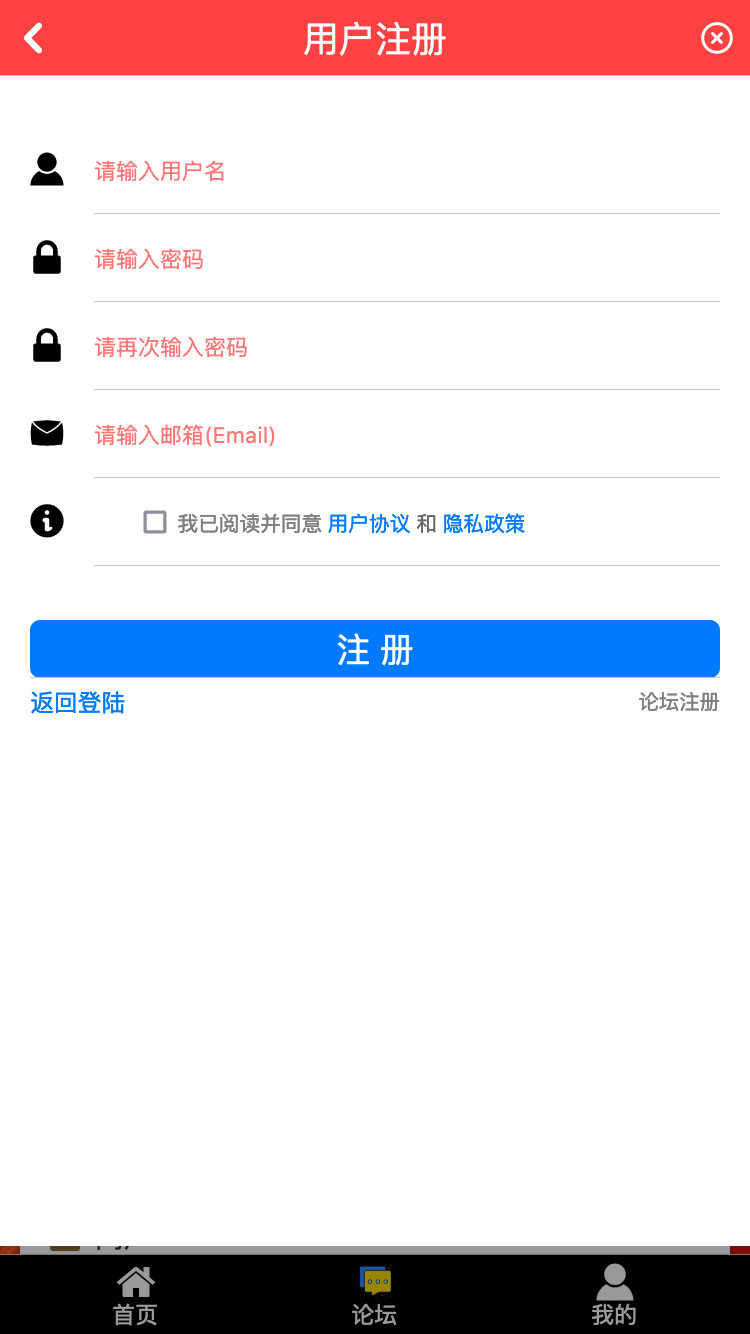 用户注册
请输入用户名
请输入密码
请再次输入密码
请输入邮箱(Email)
我已阅读并同意 用户协议 和 隐私政策
注 册
返回登陆
论坛注册
首页
论坛
我的